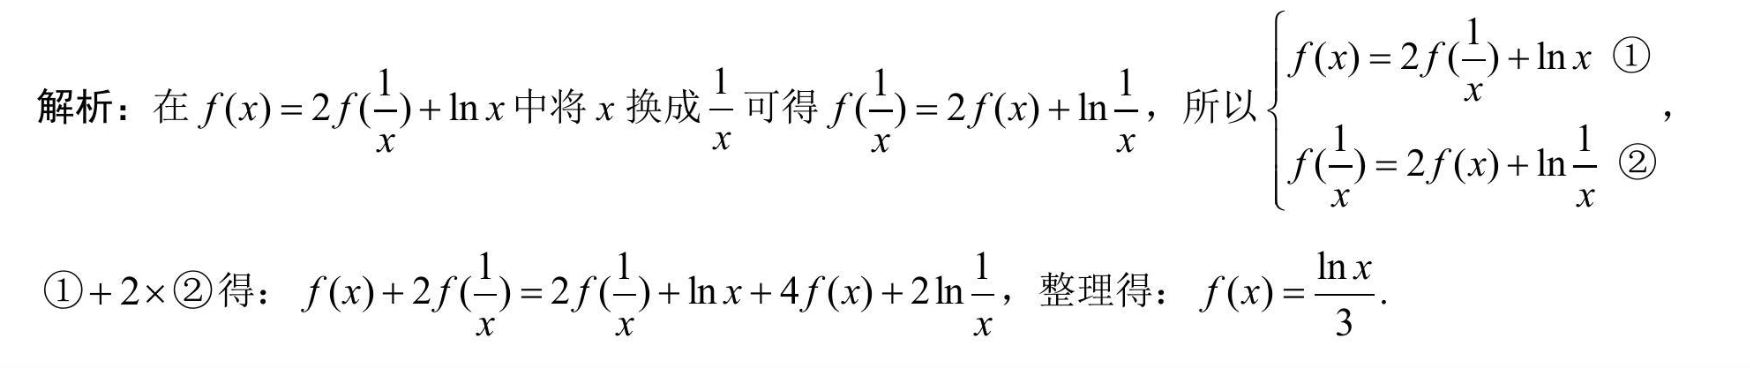 解析：在 f(x)=2f(1/x)+ln x 中将 x 换成 1/x 可得 f(1/x)=2f(x)+ln 1/x，所以 { f(x)=2f(1/x)+ln x ① f(1/x)=2f(x)+ln 1/x ② ，
①+2×②得：f(x)+2f(1/x)=2f(1/x)+ln x+4f(x)+2ln 1/x，整理得：f(x)=ln x/3.